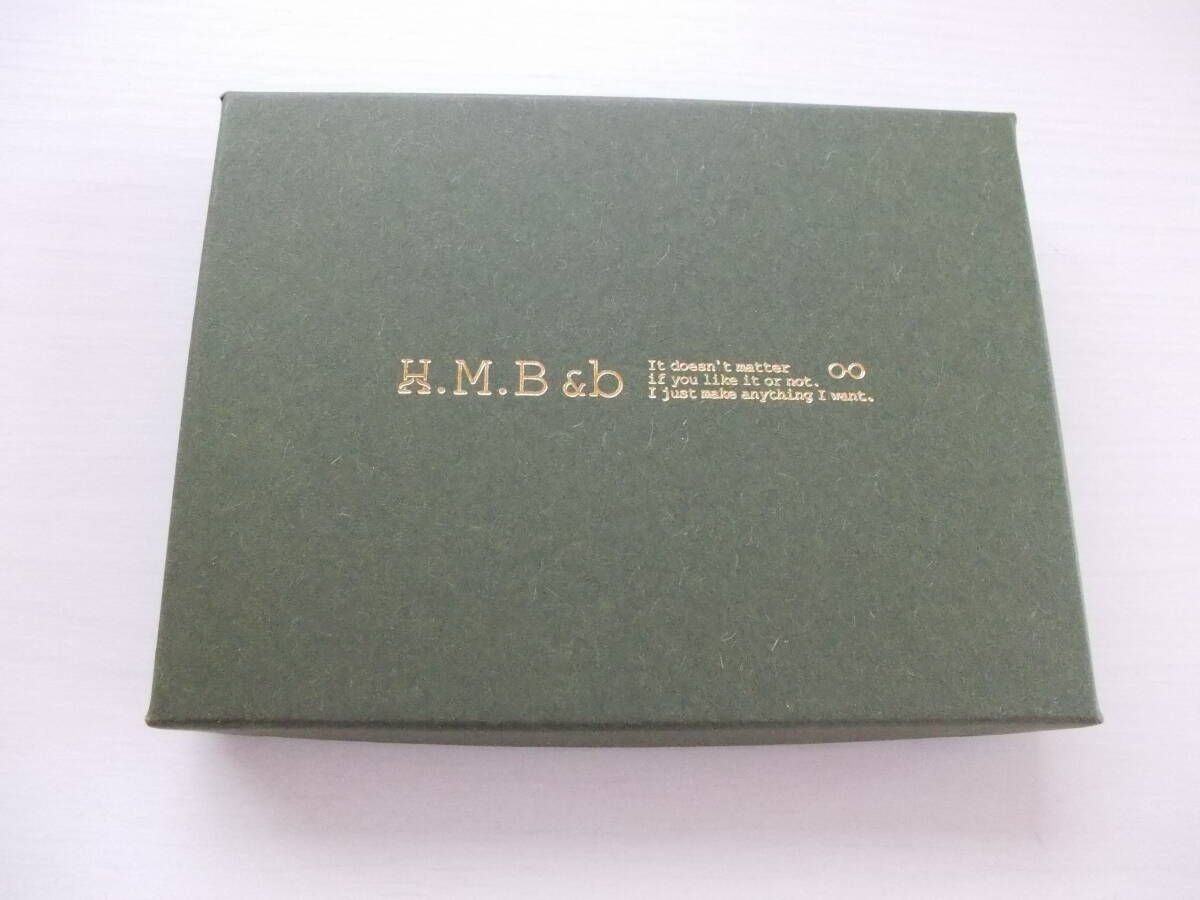 H.M.B &b
It doesn't matter
if you like it or not.
I just make anything I want.